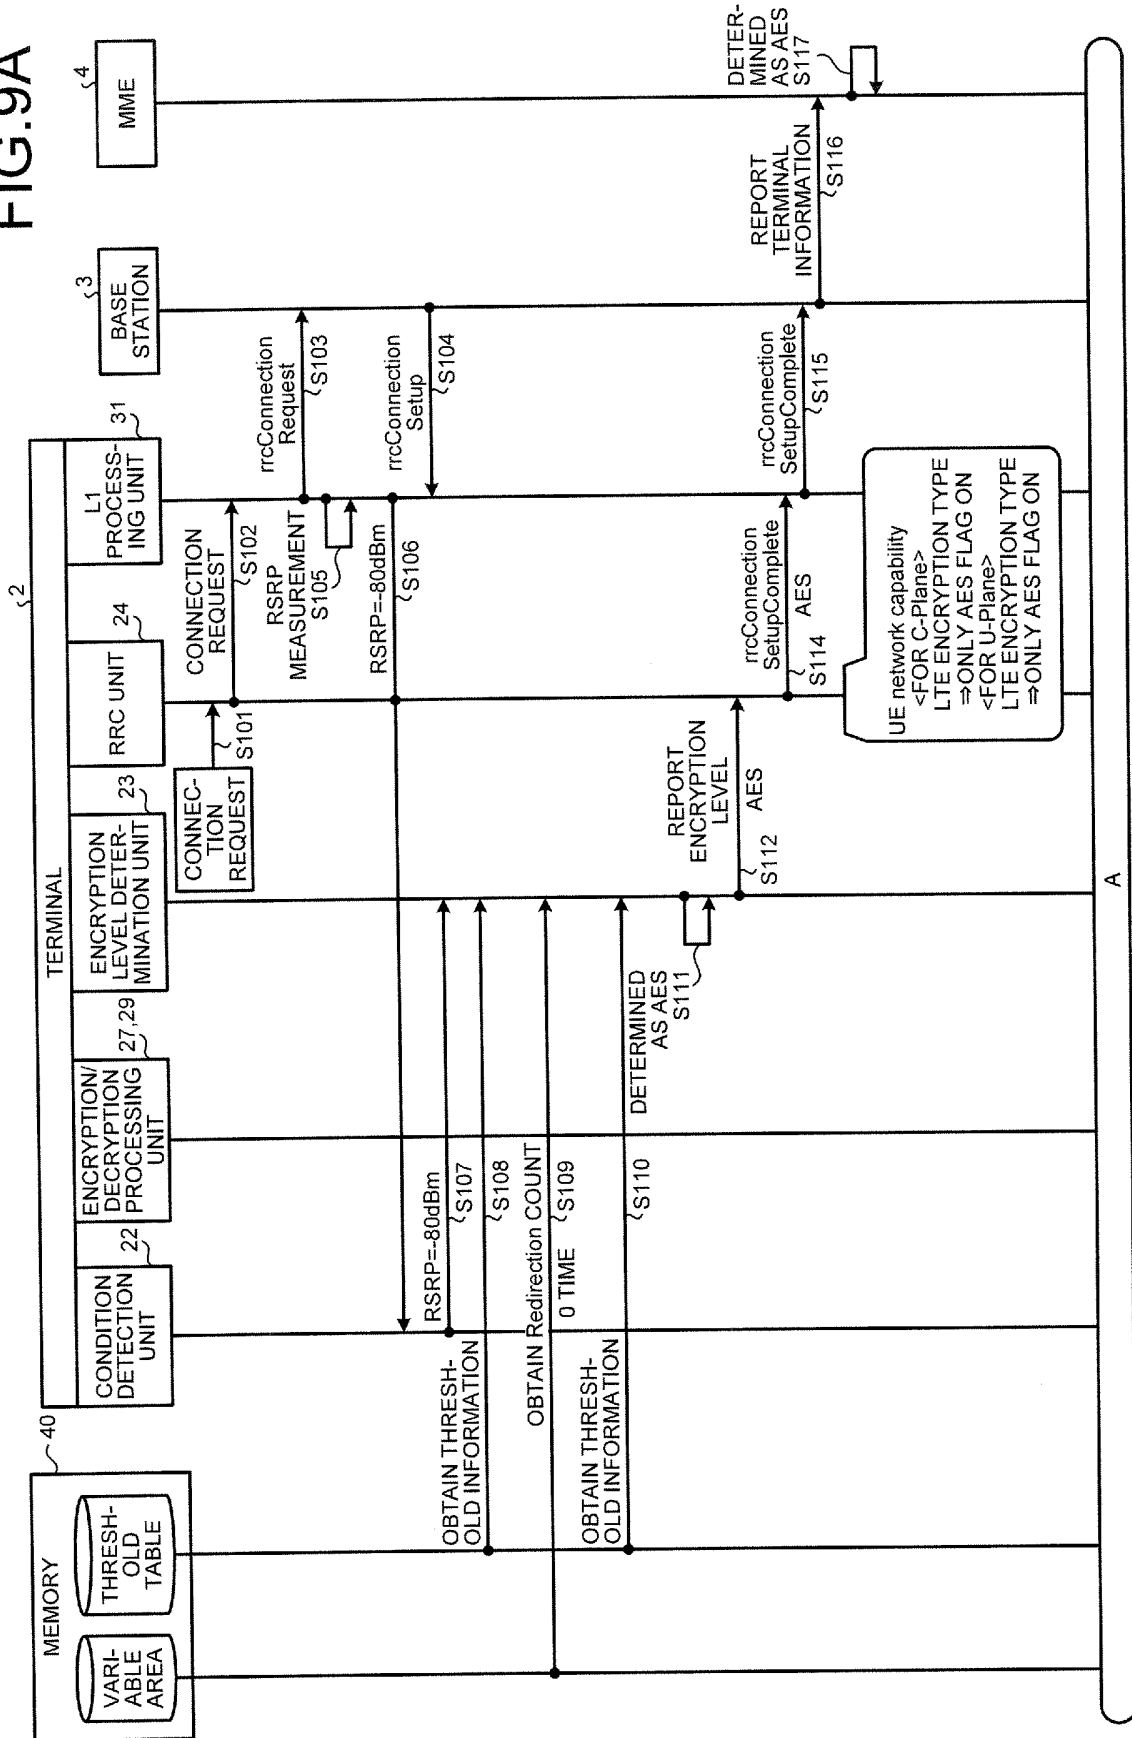 FIG.9A
MEMORY
40
VARI-
ABLE
AREA
THRESH-
OLD
TABLE
TERMINAL
2
CONDITION
DETECTION
UNIT
22
ENCRYPTION/
DECRYPTION
PROCESSING
UNIT
27,29
ENCRYPTION
LEVEL DETER-
MINATION UNIT
23
RRC UNIT
24
L1
PROCESS-
ING UNIT
31
BASE
STATION
3
MME
4
CONNEC-
TION
REQUEST
S101
CONNECTION
REQUEST
S102
rrcConnection
Request
S103
RSRP
MEASUREMENT
S105
rrcConnection
Setup
S104
RSRP=-80dBm
S106
RSRP=-80dBm
S107
OBTAIN THRESH-
OLD INFORMATION
S108
OBTAIN Redirection COUNT
0 TIME
S109
OBTAIN THRESH-
OLD INFORMATION
S110
DETERMINED
AS AES
S111
REPORT
ENCRYPTION
LEVEL
S112
AES
rrcConnection
SetupComplete
S114
AES
rrcConnection
SetupComplete
S115
REPORT
TERMINAL
INFORMATION
S116
DETER-
MINED
AS AES
S117
UE network capability
<FOR C-Plane>
LTE ENCRYPTION TYPE
⇒ONLY AES FLAG ON
<FOR U-Plane>
LTE ENCRYPTION TYPE
⇒ONLY AES FLAG ON
A